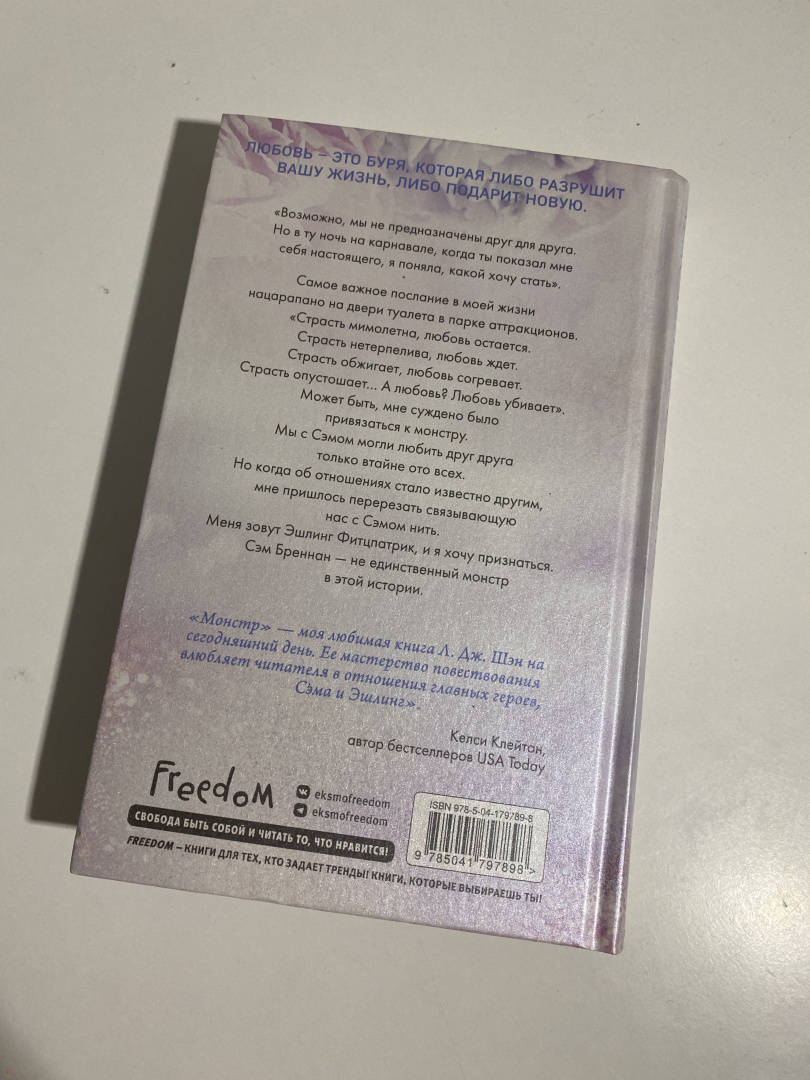 ЛЮБОВЬ – ЭТО БУРЯ, КОТОРАЯ ЛИБО РАЗРУШИТ
ВАШУ ЖИЗНЬ, ЛИБО ПОДАРИТ НОВУЮ.
«Возможно, мы не предназначены друг для друга.
Но в ту ночь на карнавале, когда ты показал мне
себя настоящего, я поняла, какой хочу стать».
Самое важное послание в моей жизни
нацарапано на двери туалета в парке аттракционов.
«Страсть мимолетна, любовь остается.
Страсть нетерпелива, любовь ждет.
Страсть обжигает, любовь согревает.
Страсть опустошает... А любовь? Любовь убивает».
Может быть, мне суждено было
привязаться к монстру.
Мы с Сэмом могли любить друг друга
только втайне ото всех.
Но когда об отношениях стало известно другим,
мне пришлось перерезать связывающую
нас с Сэмом нить.
Меня зовут Эшлинг Фитцпатрик, и я хочу признаться.
Сэм Бреннан — не единственный монстр
в этой истории.
«Монстр» — моя любимая книга Л. Дж. Шэн на
сегодняшний день. Ее мастерство повествования
влюбляет читателя в отношения главных героев,
Сэма и Эшлинг».
Келси Клейтон,
автор бестселлеров USA Today
Freedom
eksmofreedom
eksmofreedom
СВОБОДА БЫТЬ СОБОЙ И ЧИТАТЬ ТО, ЧТО НРАВИТСЯ!
FREEDOM – КНИГИ ДЛЯ ТЕХ, КТО ЗАДАЕТ ТРЕНДЫ! КНИГИ, КОТОРЫЕ ВЫБИРАЕШЬ ТЫ!
ISBN 978-5-04-179789-8
9 785041 797898 >